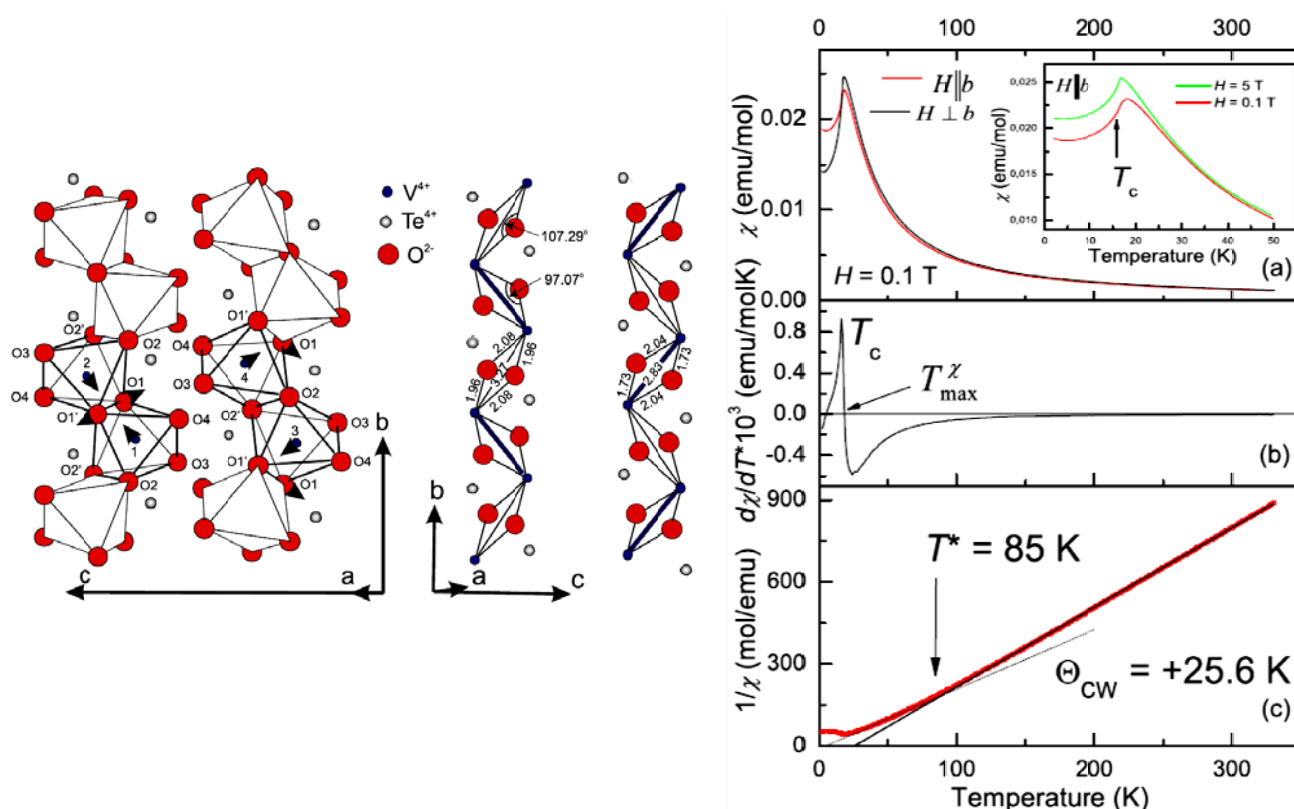 V4+
Te4+
O2-
O2'
O2
O3
2
O4
O1
O1'
O4
1
O2'
O3
O2
O1'
O4
O1
4
O3
O2
O2'
O3
3
O1'
O4
O1
b
c
a
107.29°
97.07°
2.08
1.96
3.27
1.96
2.08
2.04
1.73
2.83
1.73
2.04
b
a
c
0 100 200 300
χ (emu/mol)
0.02
0.01
0.00
H∥b
H ⊥ b
H = 0.1 T
(a)
H∥b
H = 5 T
H = 0.1 T
χ (emu/mol)
0,025
0,020
0,015
0,010
Tc
0 10 20 30 40 50
Temperature (K)
dχ/dT*10³ (emu/molK)
0.8
0.4
0.0
-0.4
Tc
Tχmax
(b)
1/χ (mol/emu)
900
600
300
0
T* = 85 K
ΘCW = +25.6 K
(c)
0 100 200 300
Temperature (K)